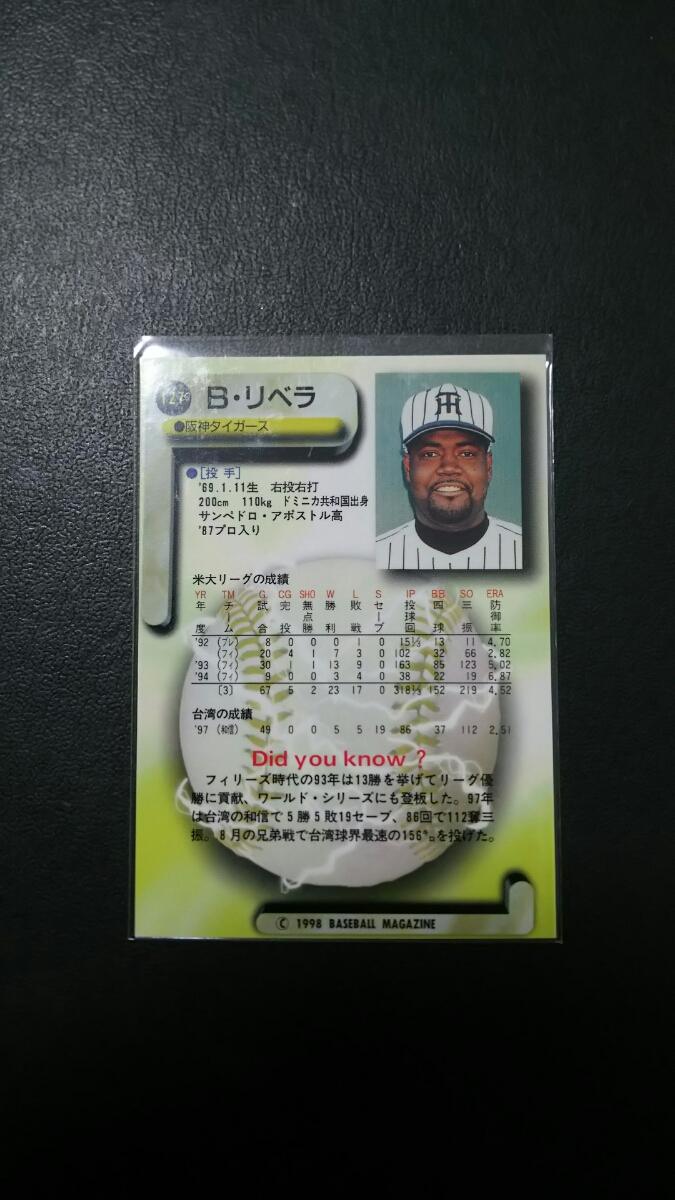 127 B・リベラ
●阪神タイガース
●[投手]
'69.1.11生 右投右打
200cm 110kg ドミニカ共和国出身
サンペドロ・アポストル高
'87プロ入り
米大リーグの成績
YR TM G CG SHO W L S IP BB SO ERA
年度 チーム 試合 完投 無点勝 勝利 敗戦 セーブ 投球回 四球 三振 防御率
'92 (ブレ) 8 0 0 0 1 0 15⅓ 13 11 4.70
(フィ) 20 4 1 7 3 0 102 32 66 2.82
'93 (フィ) 30 1 1 13 9 0 163 85 123 5.02
'94 (フィ) 9 0 0 3 4 0 38 22 19 6.87
[3] 67 5 2 23 17 0 318⅓ 152 219 4.52
台湾の成績
'97 (和信) 49 0 0 5 5 19 86 37 112 2.51
Did you know ?
フィリーズ時代の93年は13勝を挙げてリーグ優
勝に貢献、ワールド・シリーズにも登板した。97年
は台湾の和信で5勝5敗19セーブ、86回で112奪三
振。8月の兄弟戦で台湾球界最速の156㌔を投げた。
© 1998 BASEBALL MAGAZINE
TH